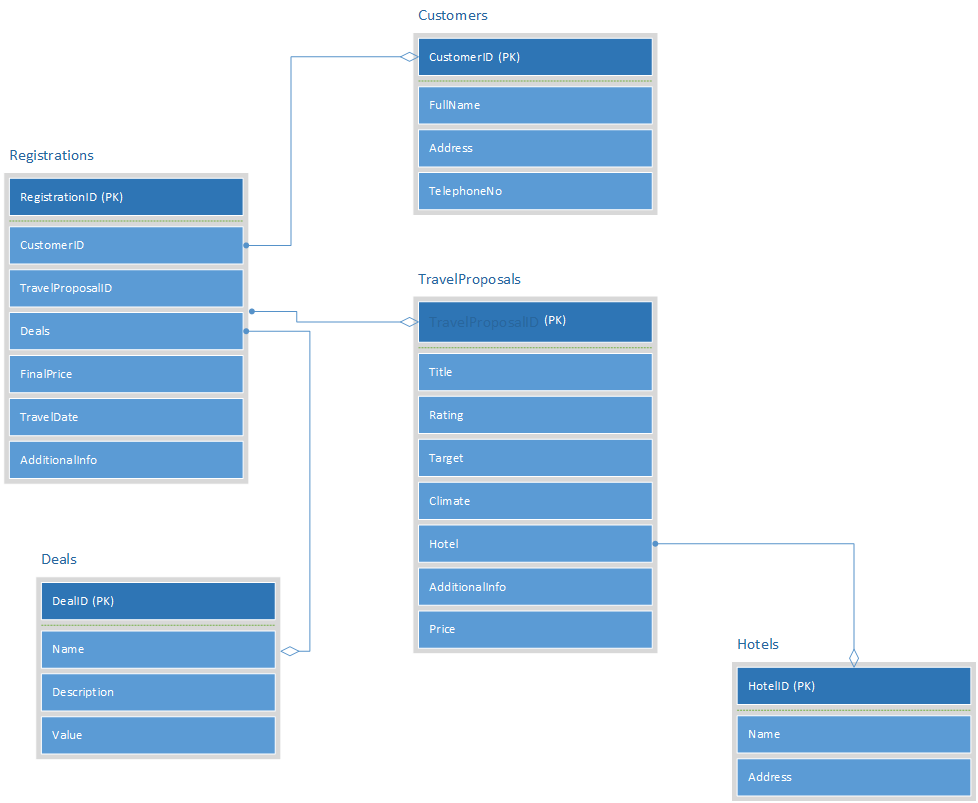 Customers
CustomerID (PK)
FullName
Address
TelephoneNo
Registrations
RegistrationID (PK)
CustomerID
TravelProposalID
Deals
FinalPrice
TravelDate
AdditionalInfo
TravelProposals
TravelProposalID (PK)
Title
Rating
Target
Climate
Hotel
AdditionalInfo
Price
Deals
DealID (PK)
Name
Description
Value
Hotels
HotelID (PK)
Name
Address